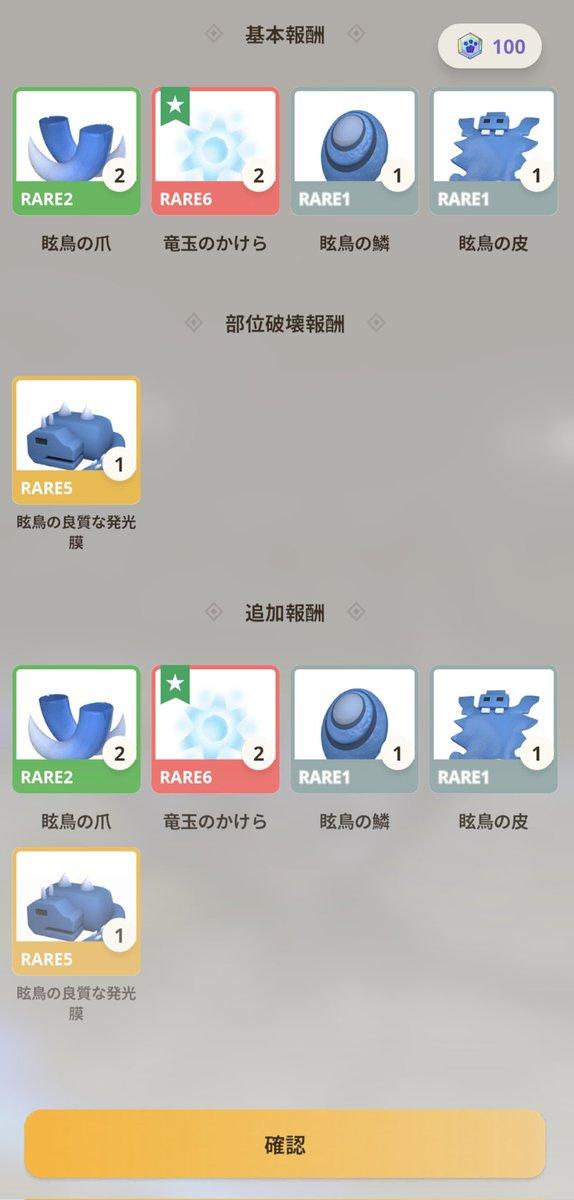 基本報酬
100
2
RARE2
2
RARE6
1
RARE1
1
RARE1
眩鳥の爪
竜玉のかけら
眩鳥の鱗
眩鳥の皮
部位破壊報酬
1
RARE5
眩鳥の良質な発光
膜
追加報酬
2
RARE2
2
RARE6
1
RARE1
1
RARE1
眩鳥の爪
竜玉のかけら
眩鳥の鱗
眩鳥の皮
1
RARE5
眩鳥の良質な発光
膜
確認